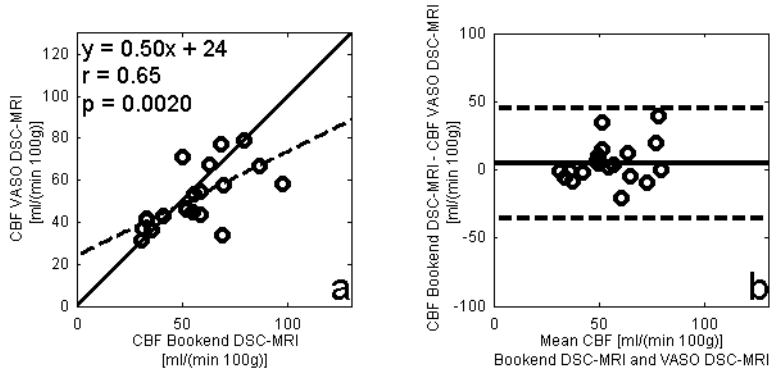 y = 0.50x + 24
r = 0.65
p = 0.0020
120
100
80
60
40
20
0
0
50
100
CBF VASO DSC-MRI
[ml/(min 100g)]
CBF Bookend DSC-MRI
[ml/(min 100g)]
a
100
50
0
-50
-100
0
50
100
CBF Bookend DSC-MRI - CBF VASO DSC-MRI
[ml/(min 100g)]
Mean CBF [ml/(min 100g)]
Bookend DSC-MRI and VASO DSC-MRI
b